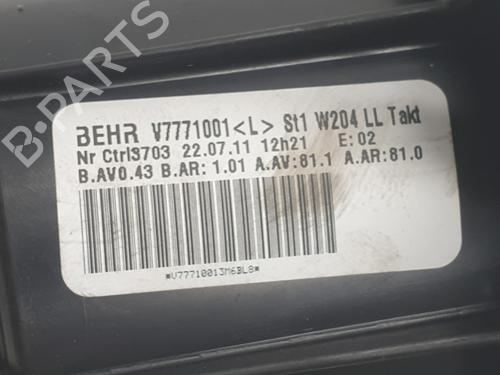 BEHR V7771001<L> St1 W204 LL Takt
Nr Ctrl3703 22.07.11 12h21 E: 02
B.AV0.43 B.AR: 1.01 A.AV:81.1 A.AR:81.0
*V77710013M6BL8*
B-PARTS